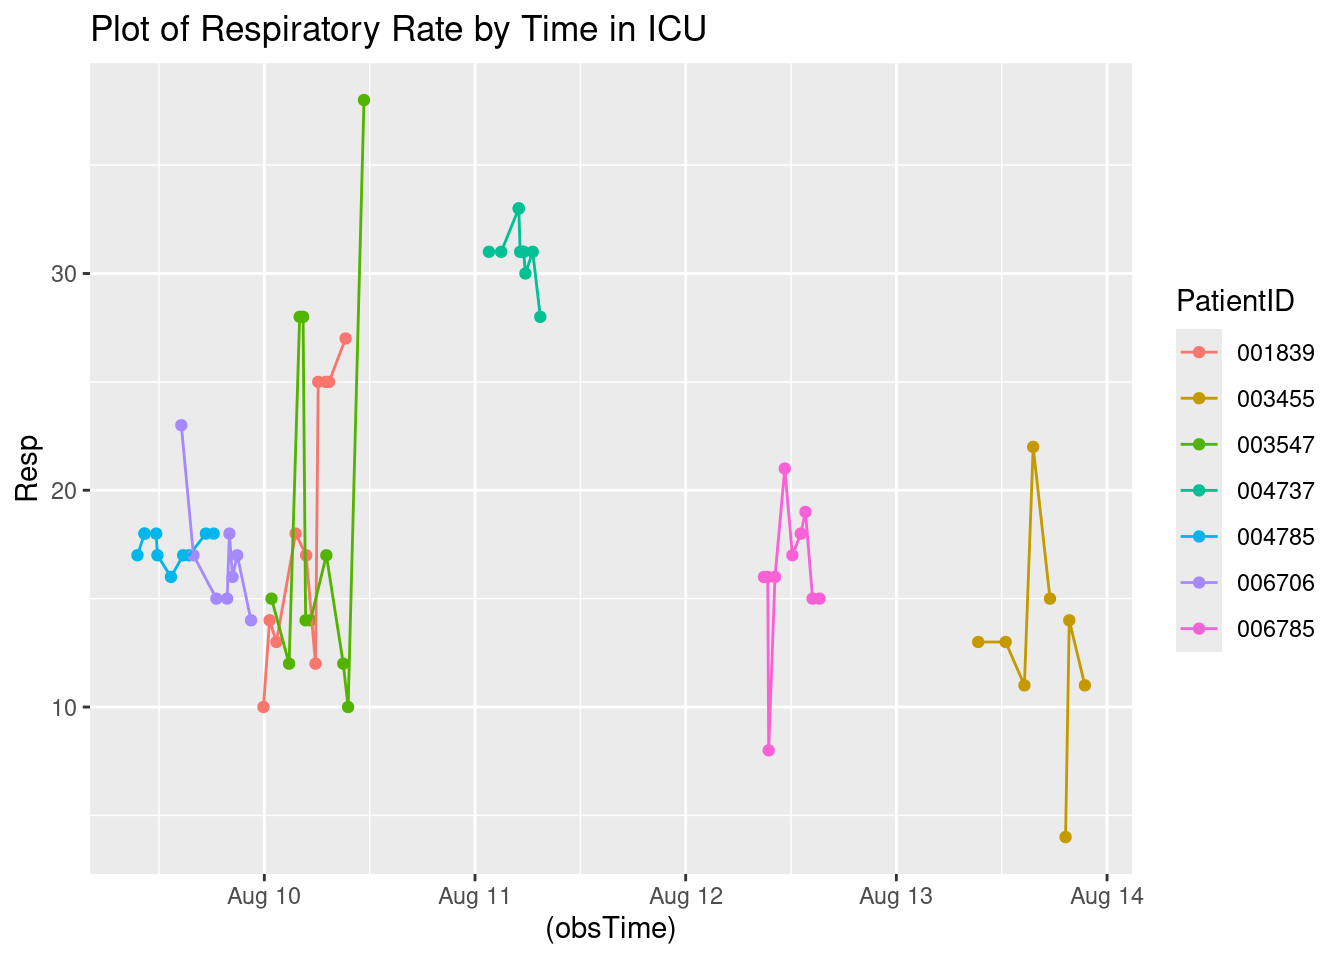 Plot of Respiratory Rate by Time in ICU
Resp
30
20
10
Aug 10
Aug 11
Aug 12
Aug 13
Aug 14
(obsTime)
PatientID
001839
003455
003547
004737
004785
006706
006785